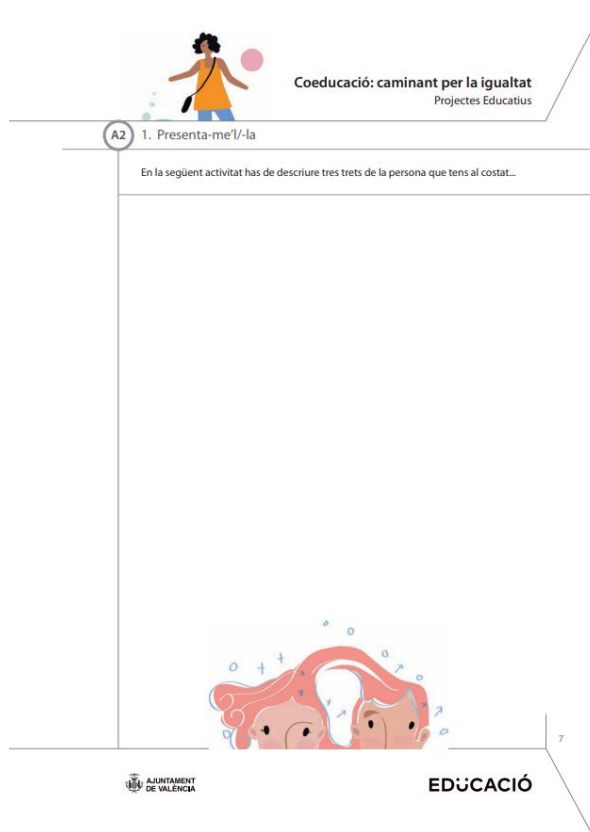 Coeducació: caminant per la igualtat
Projectes Educatius
A2 1. Presenta-me'l/-la
En la següent activitat has de descriure tres trets de la persona que tens al costat...
7
AJUNTAMENT
DE VALÈNCIA
EDUCACIÓ